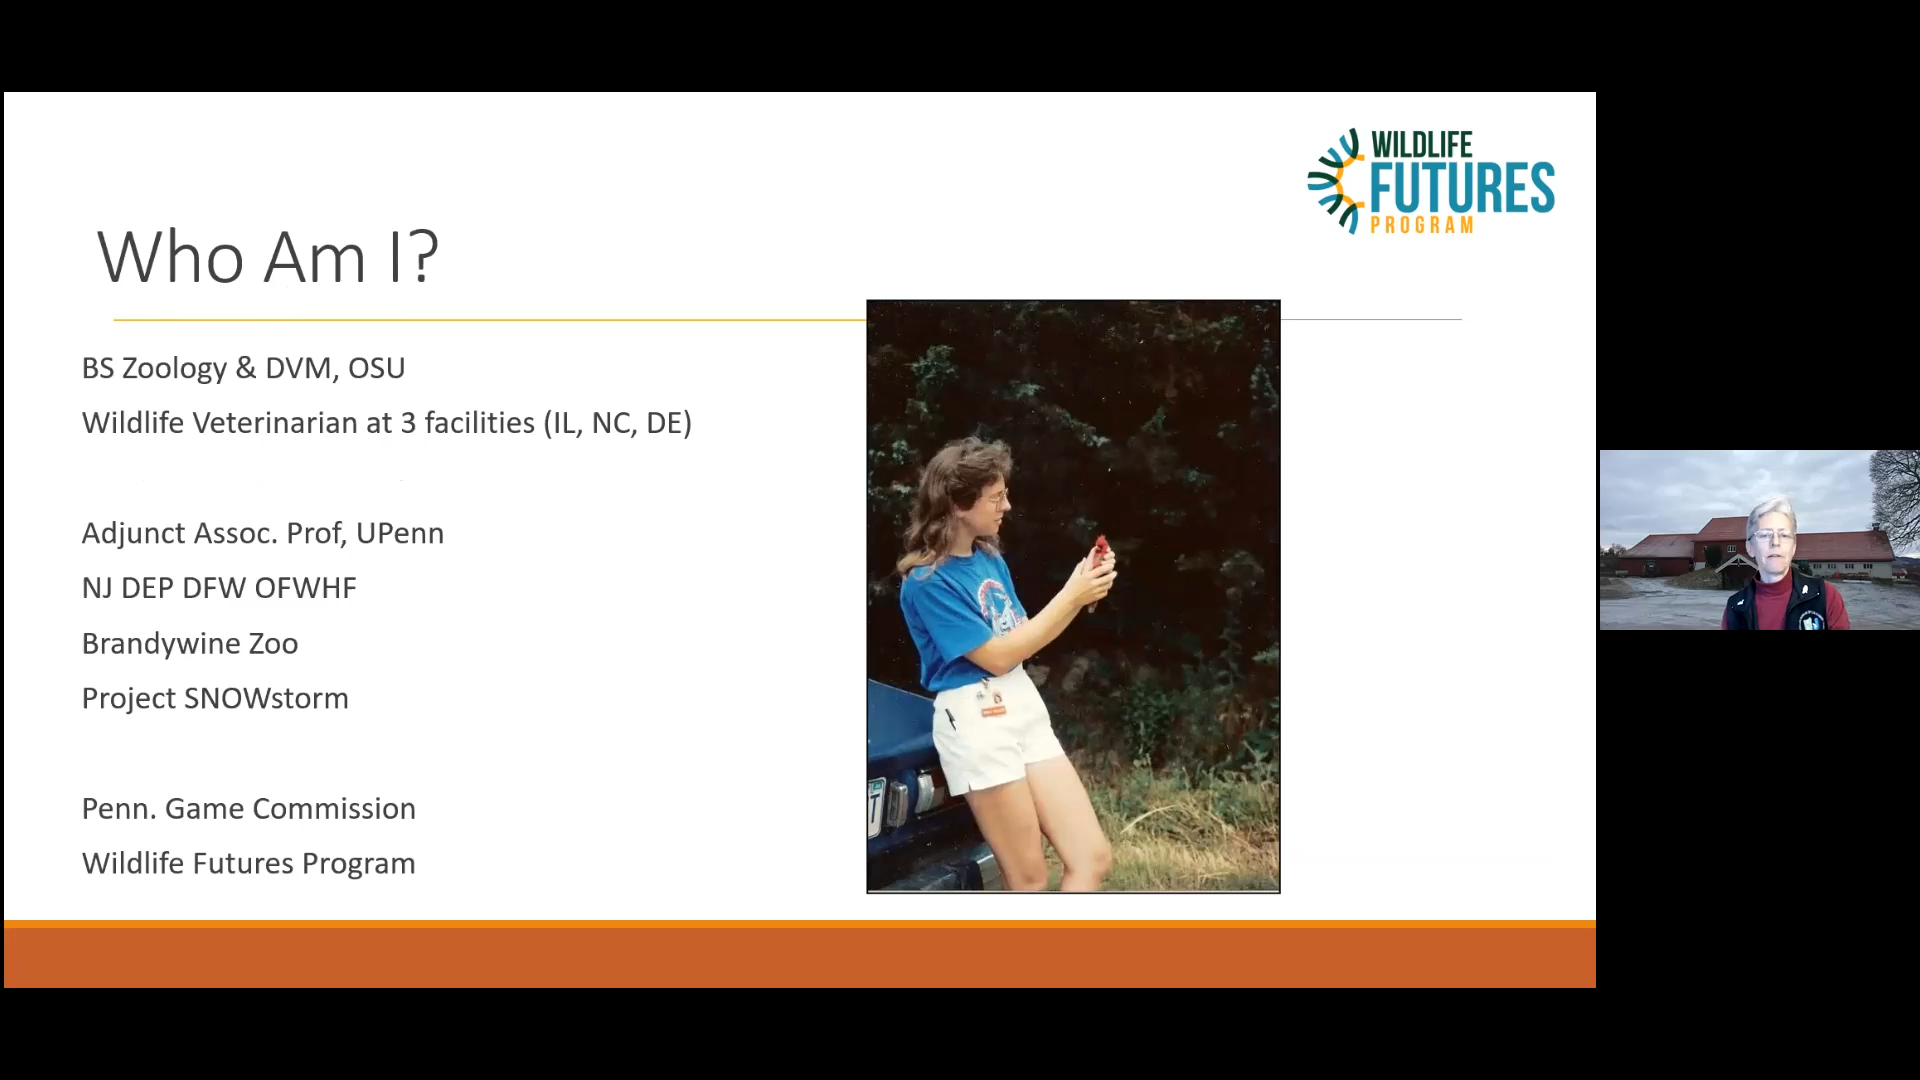 WILDLIFE
FUTURES
PROGRAM
Who Am I?
BS Zoology & DVM, OSU
Wildlife Veterinarian at 3 facilities (IL, NC, DE)
Adjunct Assoc. Prof, UPenn
NJ DEP DFW OFWHF
Brandywine Zoo
Project SNOWstorm
Penn. Game Commission
Wildlife Futures Program